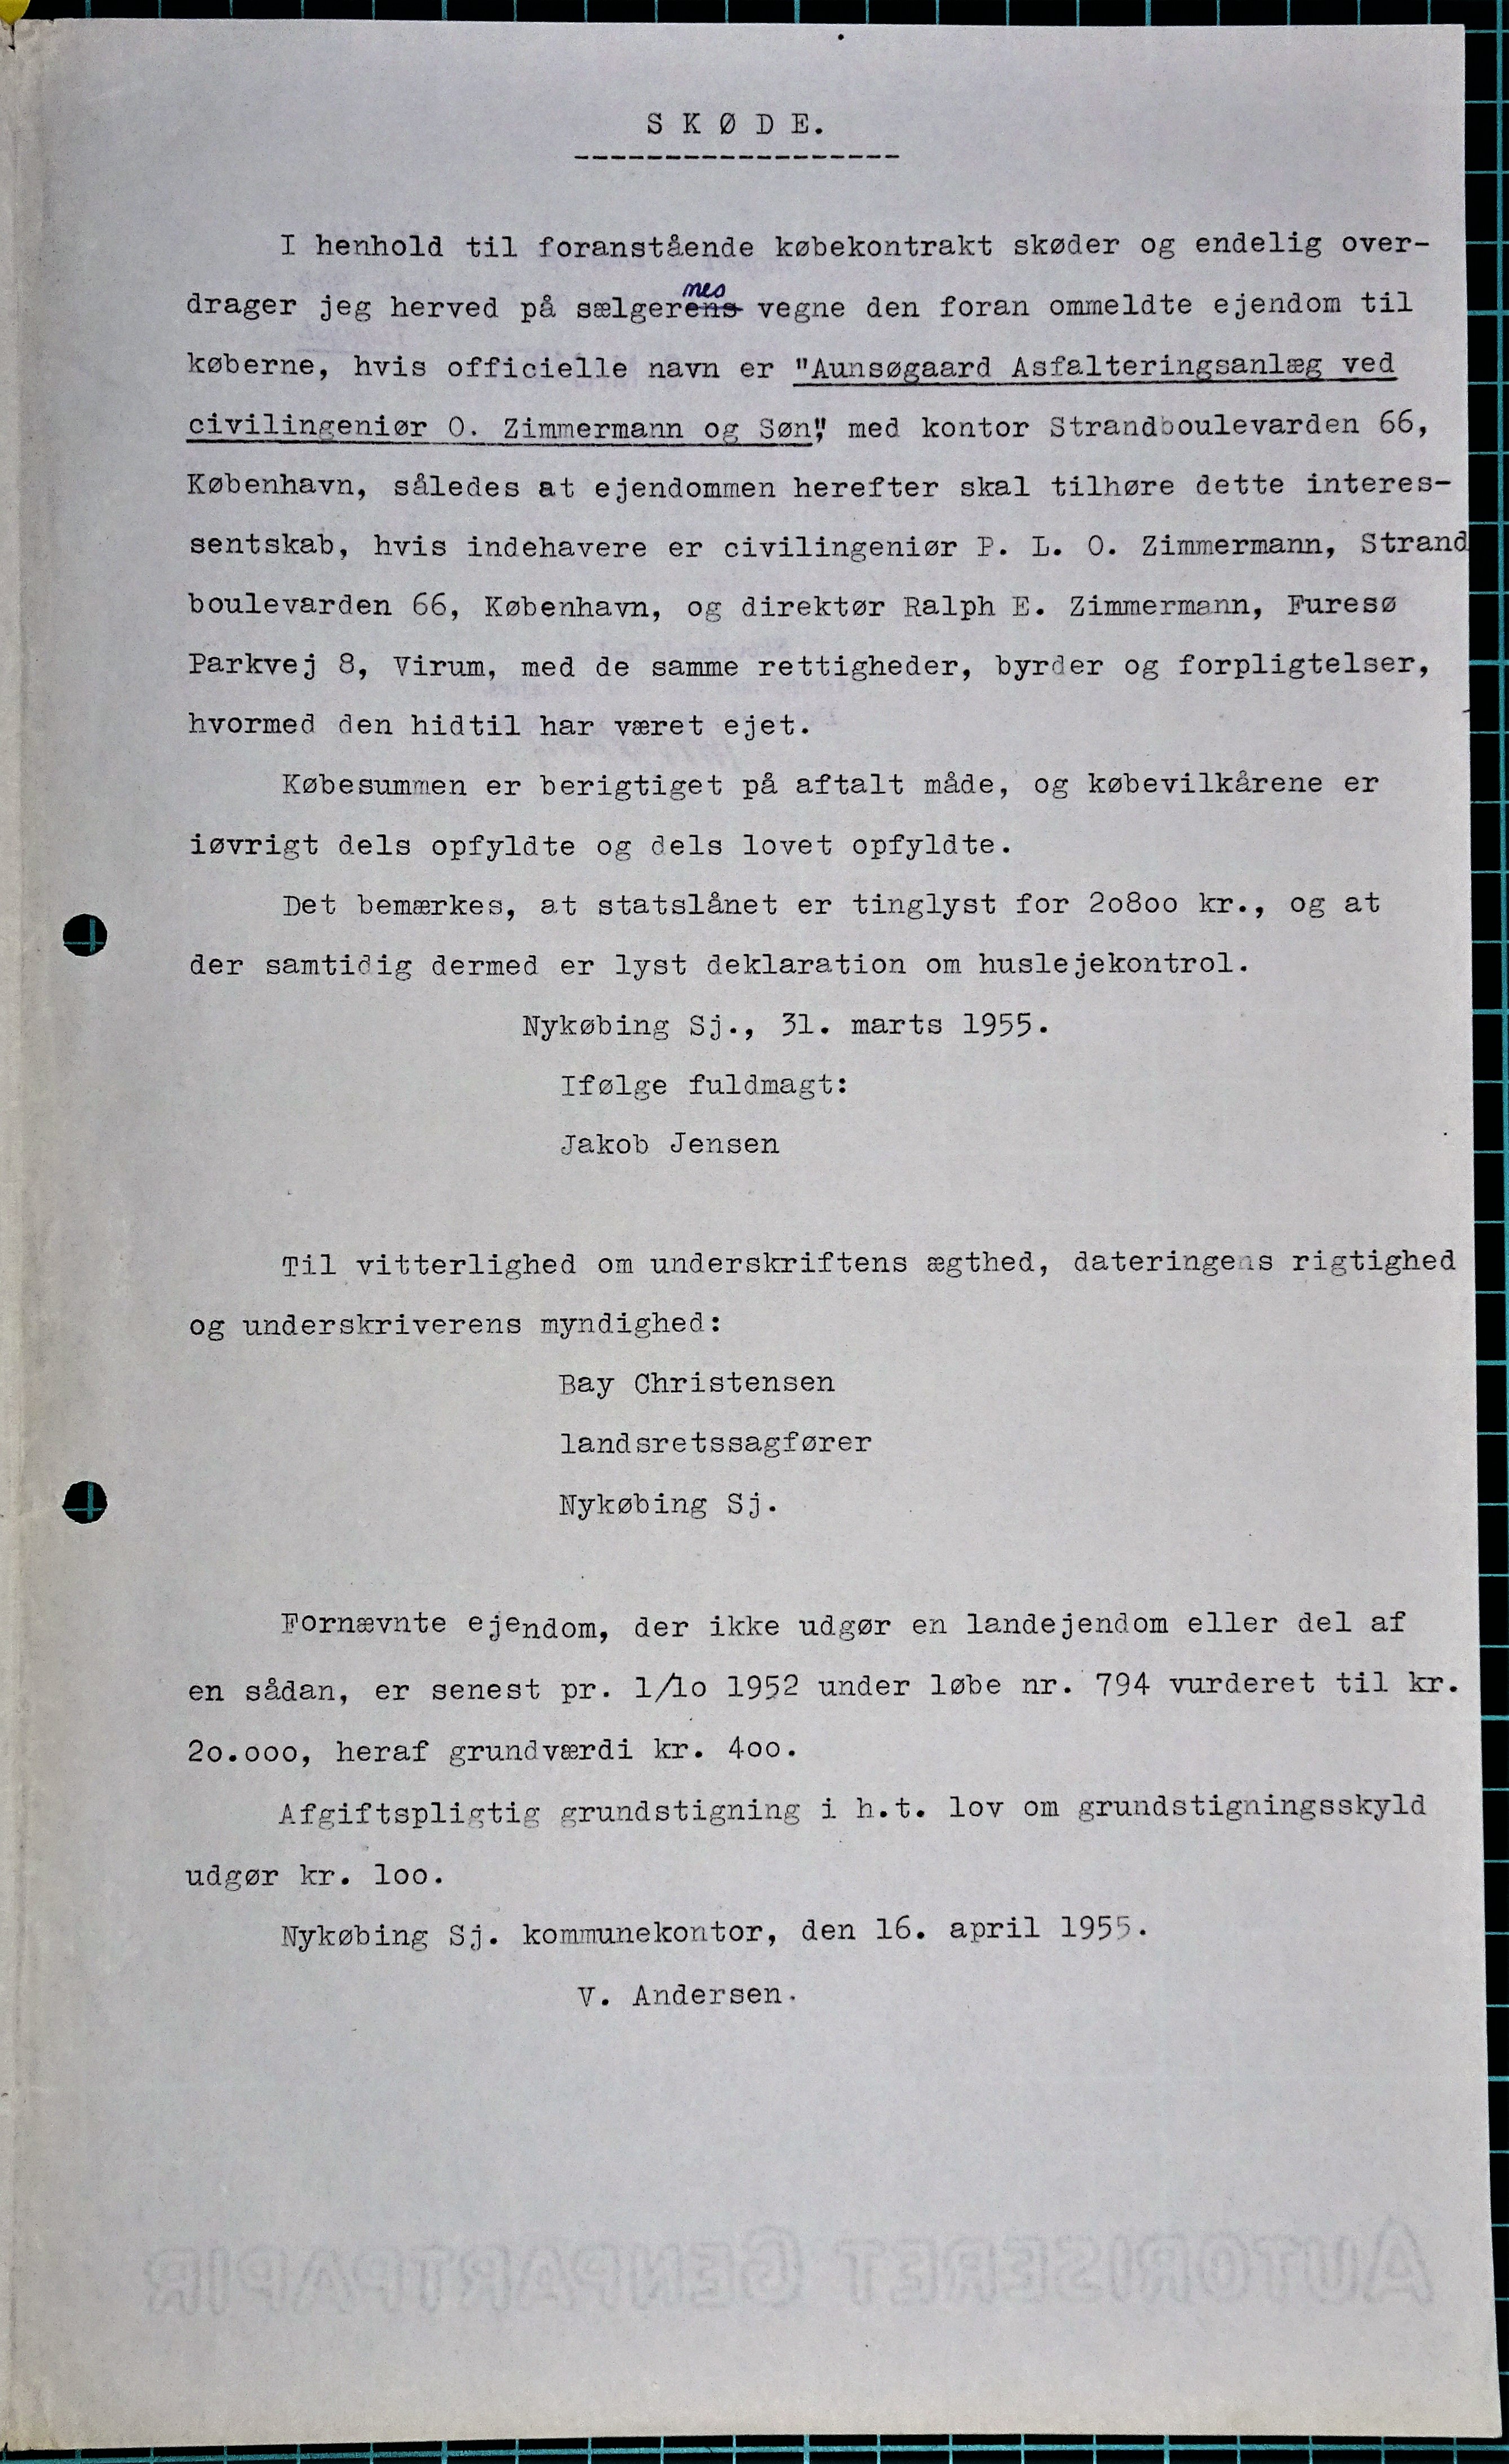 S K Ø D E.
------------------
I henhold til foranstående købekontrakt skøder og endelig over-
nes
drager jeg herved på sælgerens vegne den foran ommeldte ejendom til
køberne, hvis officielle navn er "Aunsøgaard Asfalteringsanlæg ved
civilingeniør O. Zimmermann og Søn", med kontor Strandboulevarden 66,
København, således at ejendommen herefter skal tilhøre dette interes-
sentskab, hvis indehavere er civilingeniør P. L. O. Zimmermann, Strand
boulevarden 66, København, og direktør Ralph E. Zimmermann, Furesø
Parkvej 8, Virum, med de samme rettigheder, byrder og forpligtelser,
hvormed den hidtil har været ejet.
Købesummen er berigtiget på aftalt måde, og købevilkårene er
iøvrigt dels opfyldte og dels lovet opfyldte.
Det bemærkes, at statslånet er tinglyst for 2o8oo kr., og at
der samtidig dermed er lyst deklaration om huslejekontrol.
Nykøbing Sj., 31. marts 1955.
Ifølge fuldmagt:
Jakob Jensen
Til vitterlighed om underskriftens ægthed, dateringens rigtighed
og underskriverens myndighed:
Bay Christensen
landsretssagfører
Nykøbing Sj.
Fornævnte ejendom, der ikke udgør en landejendom eller del af
en sådan, er senest pr. 1/1o 1952 under løbe nr. 794 vurderet til kr.
2o.ooo, heraf grundværdi kr. 4oo.
Afgiftspligtig grundstigning i h.t. lov om grundstigningsskyld
udgør kr. loo.
Nykøbing Sj. kommunekontor, den 16. april 1955.
V. Andersen.
AUTORISERET GENPARTPAPIR